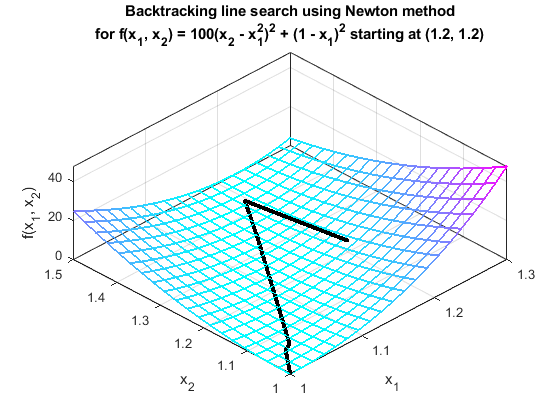 Backtracking line search using Newton method
for f(x₁, x₂) = 100(x₂ - x₁²)² + (1 - x₁)² starting at (1.2, 1.2)
40
20
0
f(x₁, x₂)
1.5
1.4
1.3
1.2
1.1
1
x₂
1
1.1
1.2
1.3
x₁